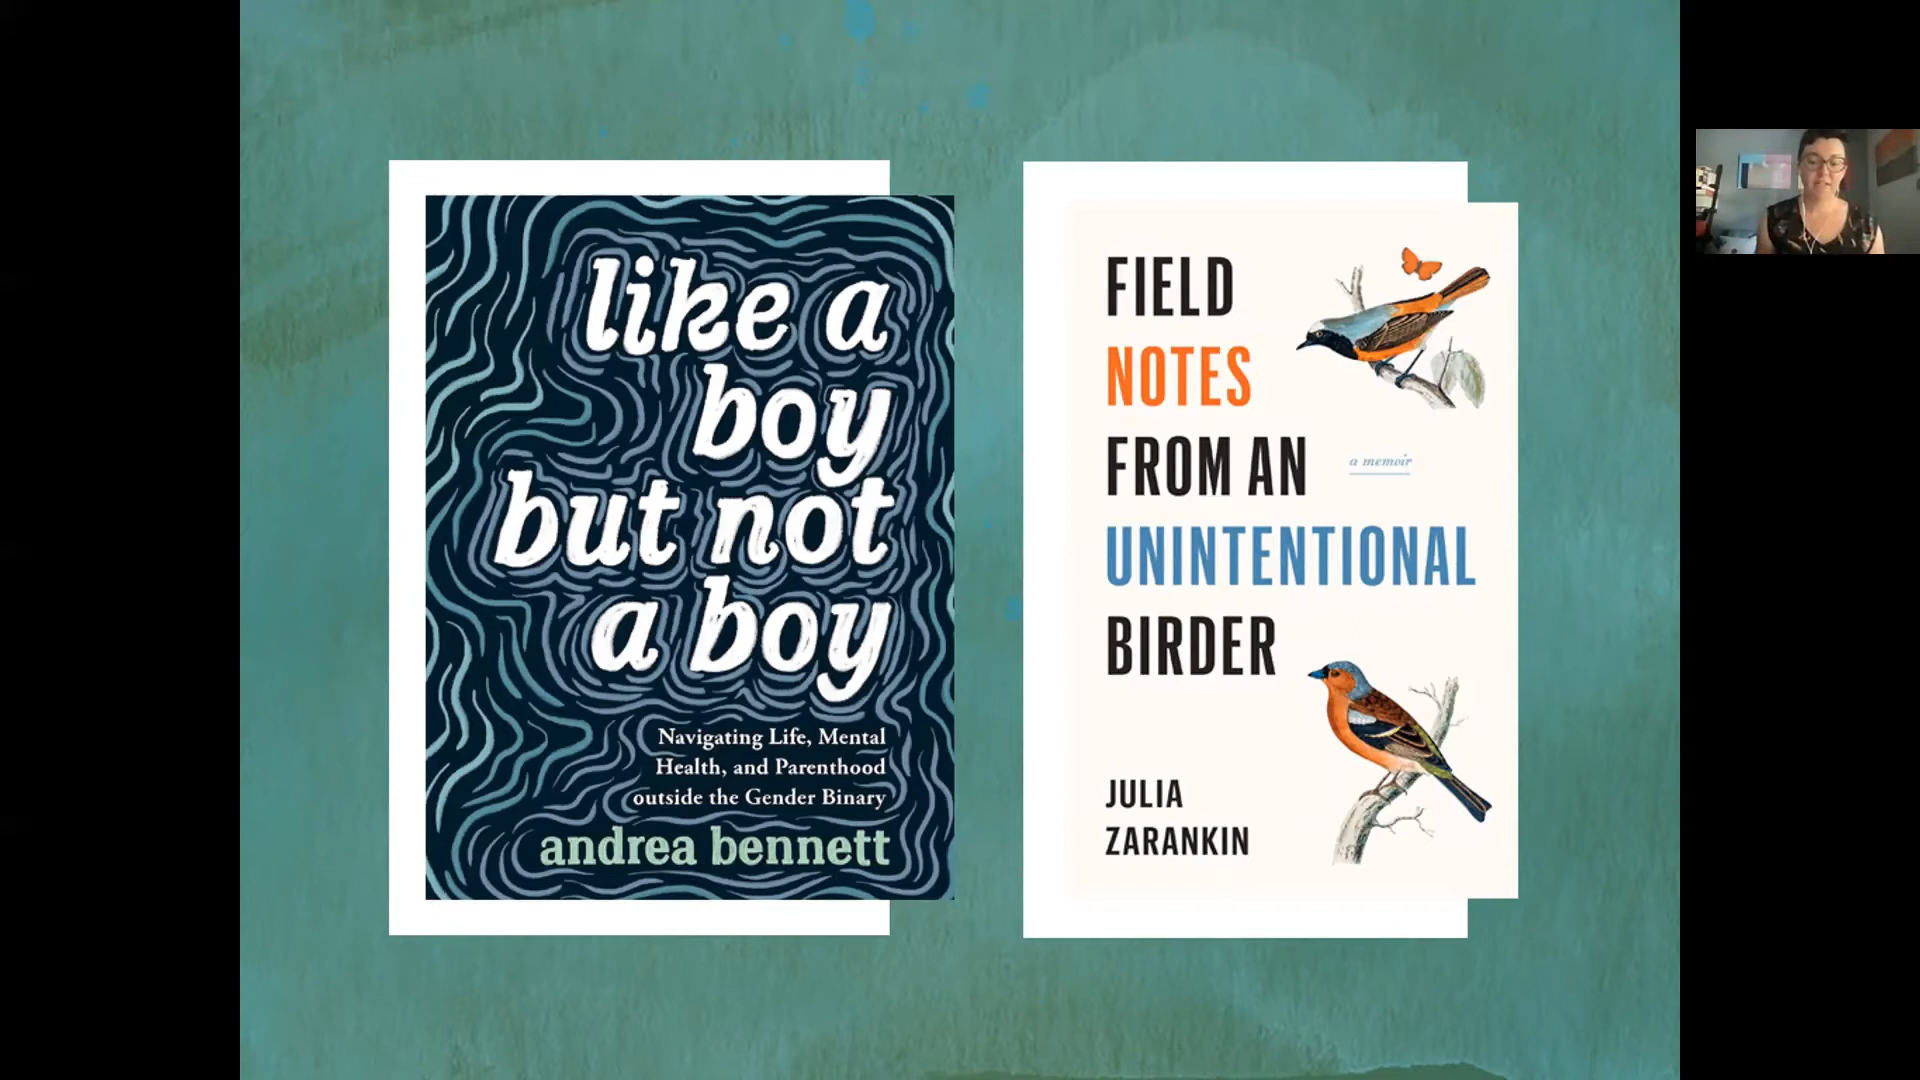 like a
boy
but not
a boy
Navigating Life, Mental
Health, and Parenthood
outside the Gender Binary
andrea bennett
FIELD
NOTES
FROM AN
a memoir
UNINTENTIONAL
BIRDER
JULIA
ZARANKIN